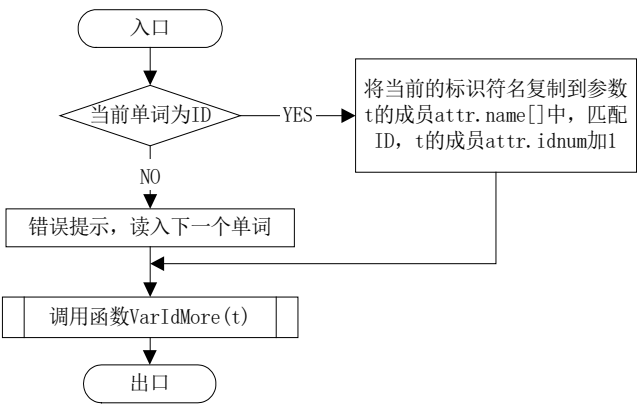 入口
当前单词为ID
YES
将当前的标识符名复制到参数
t的成员attr.name[]中，匹配
ID，t的成员attr.idnum加1
NO
错误提示，读入下一个单词
调用函数VarIdMore(t)
出口